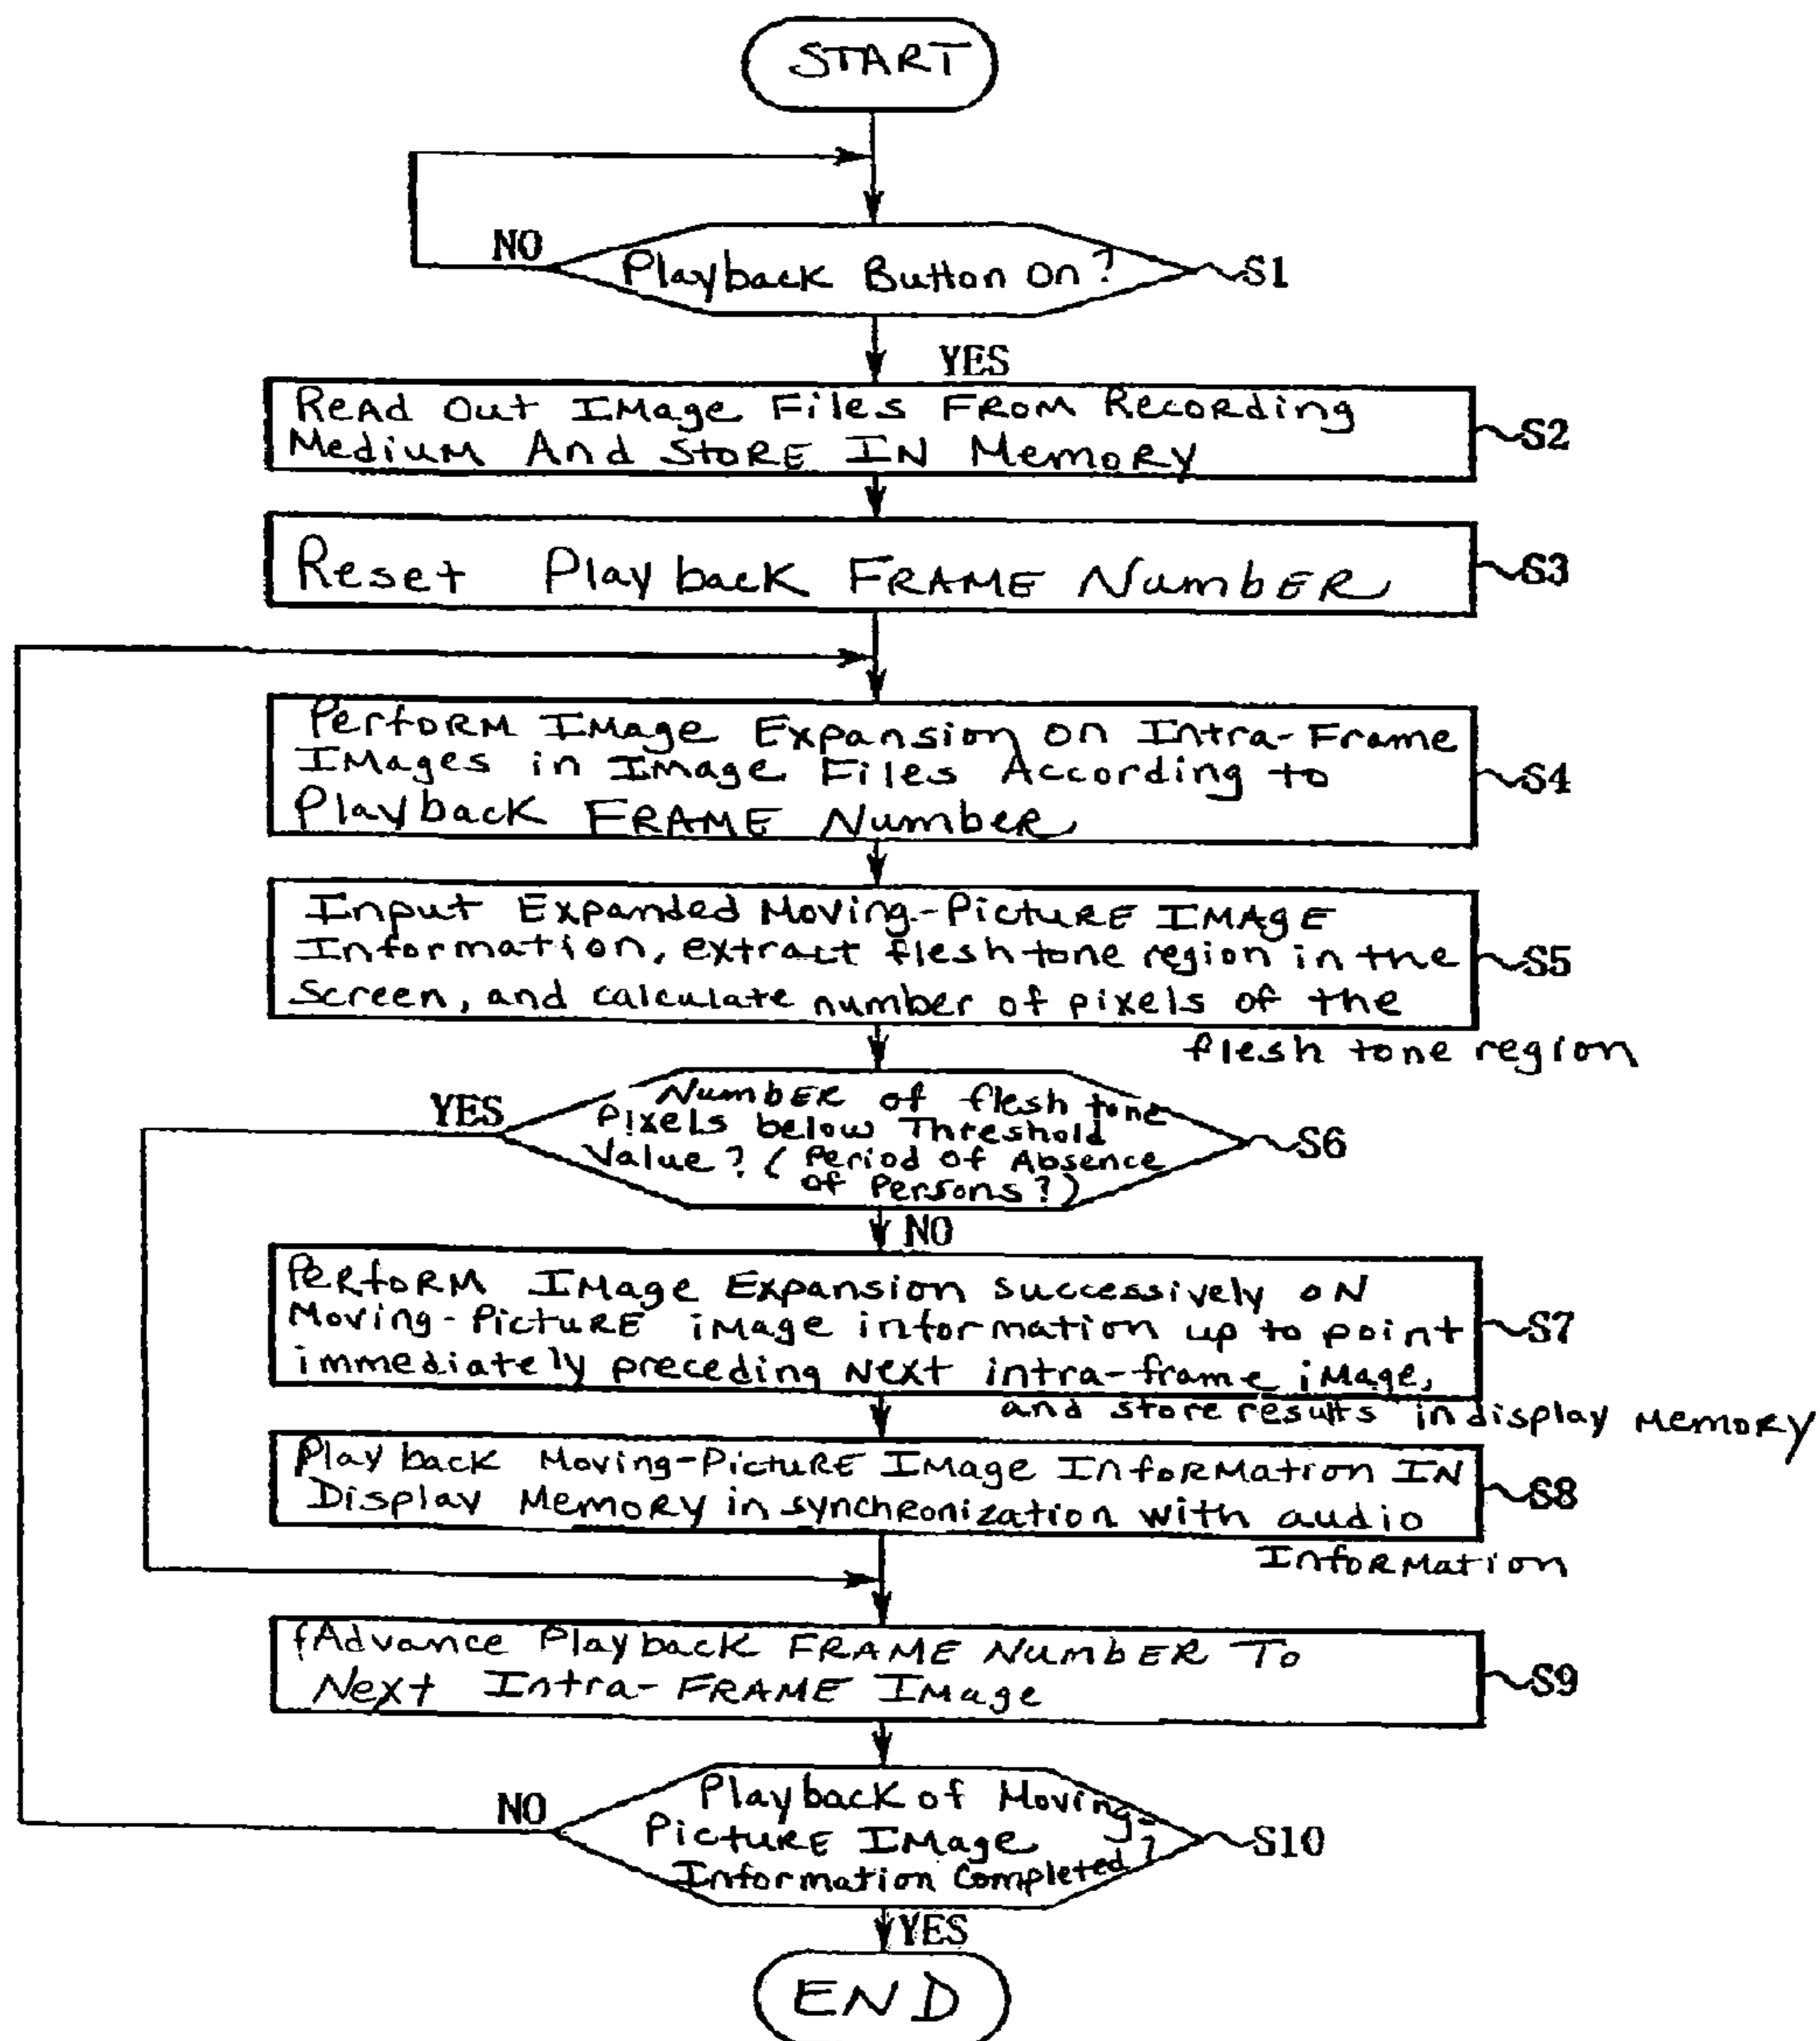 START
NO
Playback Button On?
S1
YES
Read Out Image Files From Recording
Medium And Store In Memory
S2
Reset Playback Frame Number
S3
Perform Image Expansion on Intra-Frame
Images in Image Files According to
Playback Frame Number
S4
Input Expanded Moving-Picture Image
Information, extract flesh tone region in the
screen, and calculate number of pixels of the
flesh tone region
S5
YES
Number of flesh tone
Pixels below Threshold
Value? (Period of Absence
of Persons?)
S6
NO
Perform Image Expansion successively on
Moving-Picture image information up to point
immediately preceding Next intra-frame image,
and store results in display memory
S7
Playback Moving-Picture Image Information In
Display Memory in synchronization with audio
Information
S8
Advance Playback Frame Number To
Next Intra-Frame Image
S9
NO
Playback of Moving-
Picture Image
Information Completed?
S10
YES
END